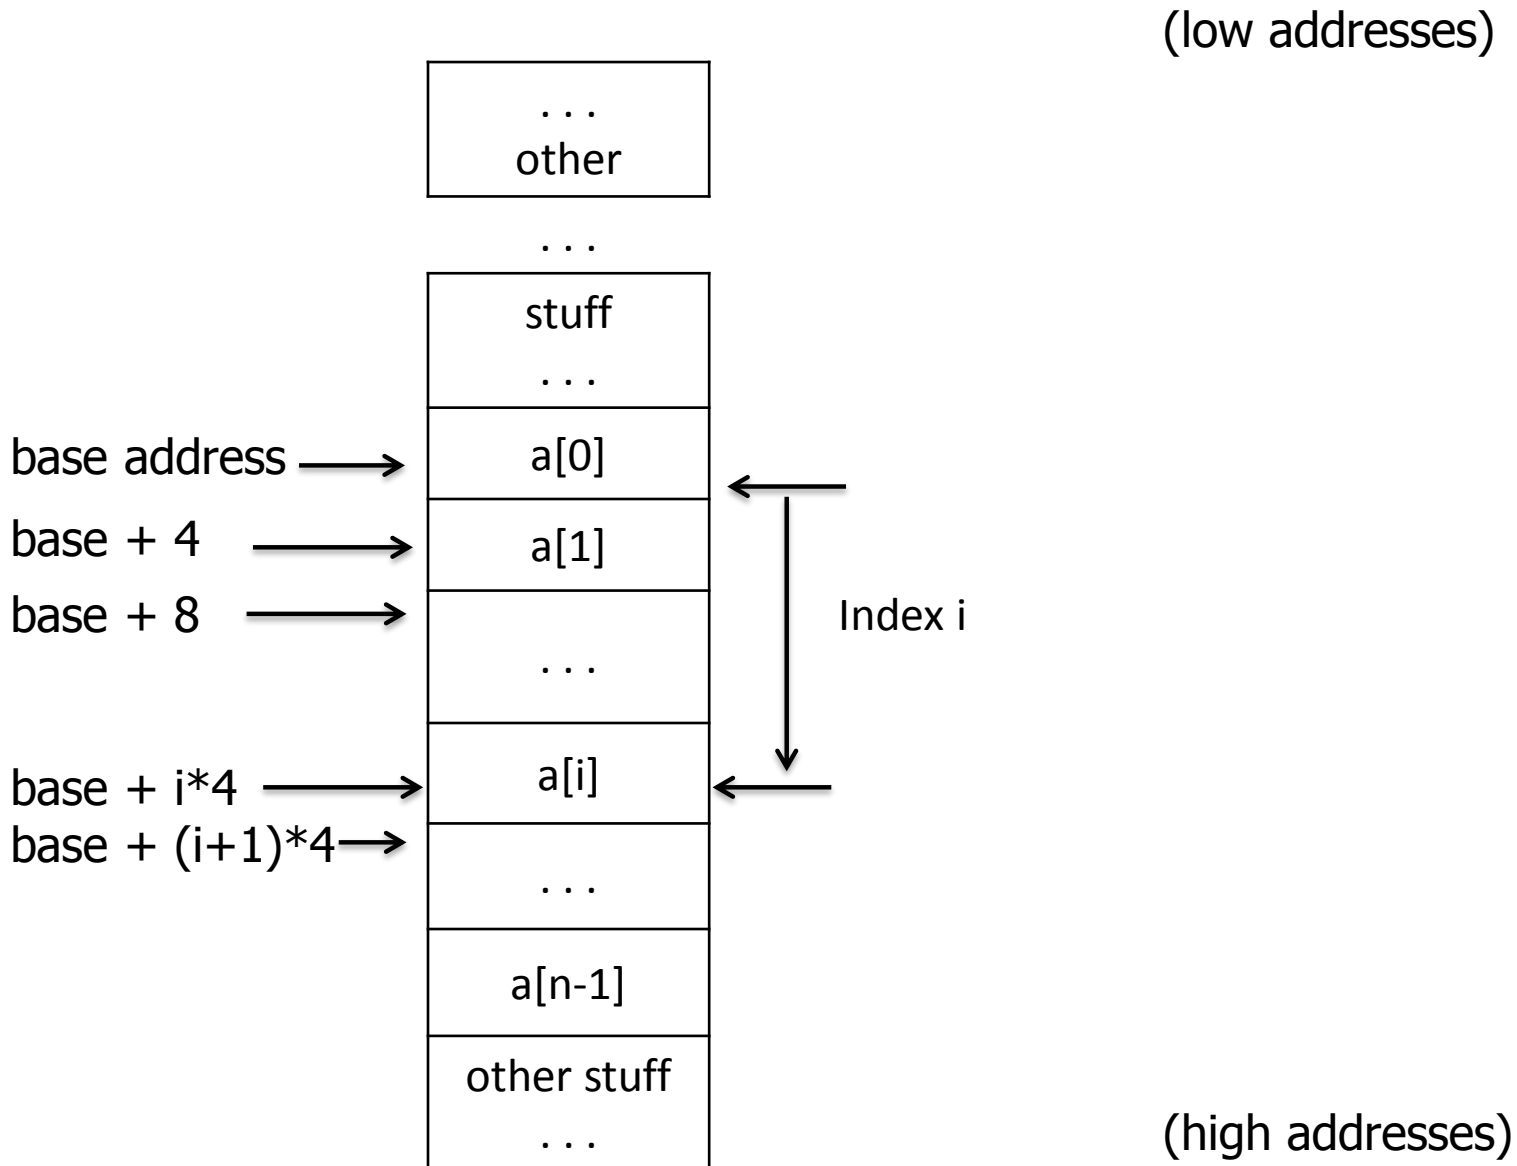 (low addresses)
. . .
other
. . .
stuff
. . .
base address
a[0]
base + 4
a[1]
base + 8
Index i
. . .
base + i*4
a[i]
base + (i+1)*4
. . .
a[n-1]
other stuff
. . .
(high addresses)